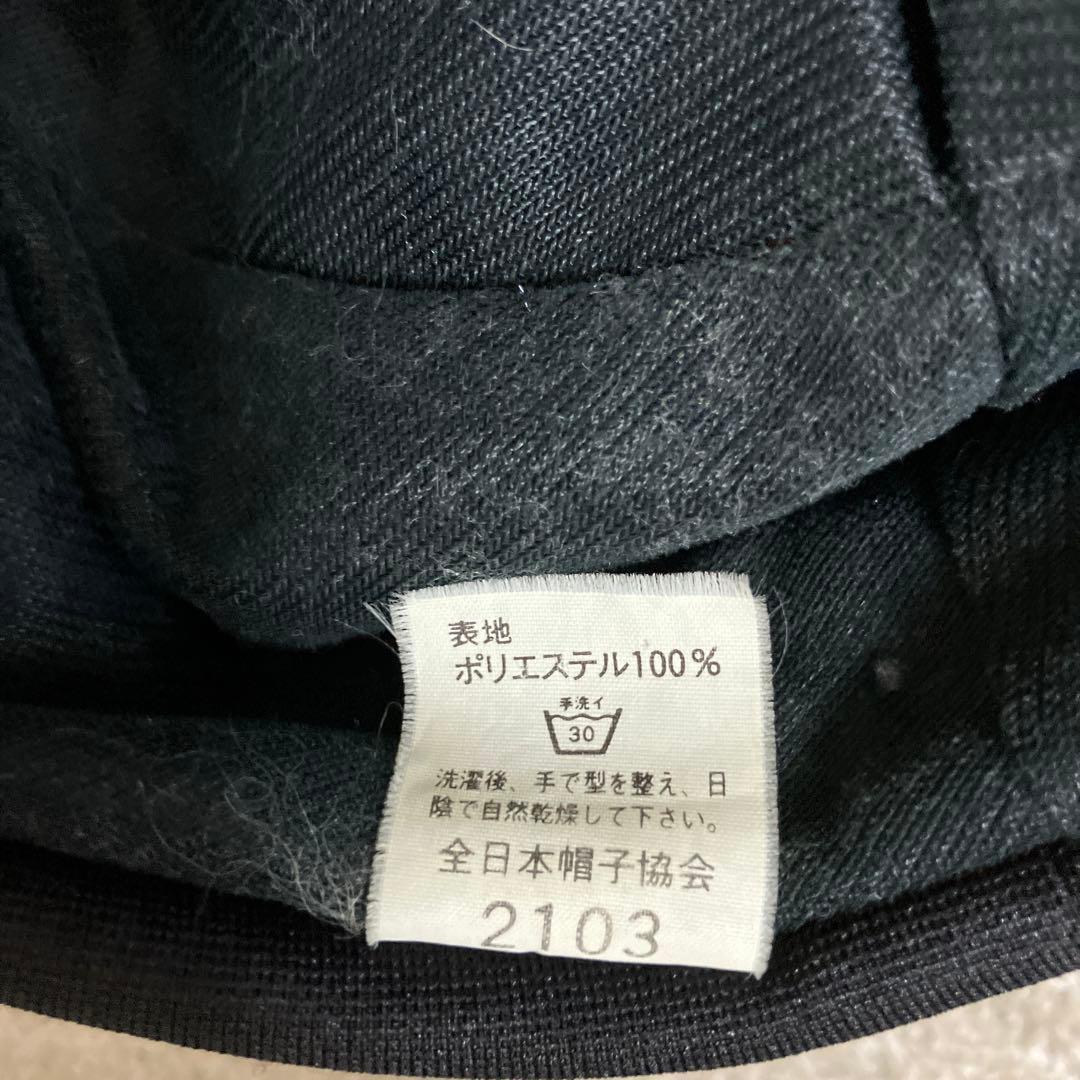 表地
ポリエステル100%
手洗イ
30
洗濯後、手で型を整え、日
陰で自然乾燥して下さい。
全日本帽子協会
2103